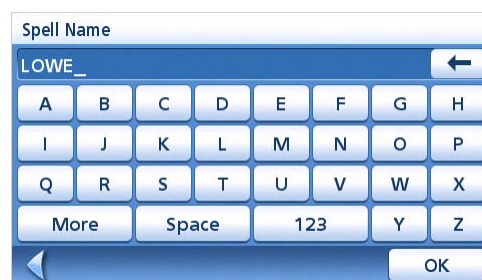 Spell Name
LOWE_
A B C D E F G H
I J K L M N O P
Q R S T U V W X
More Space 123 Y Z
OK